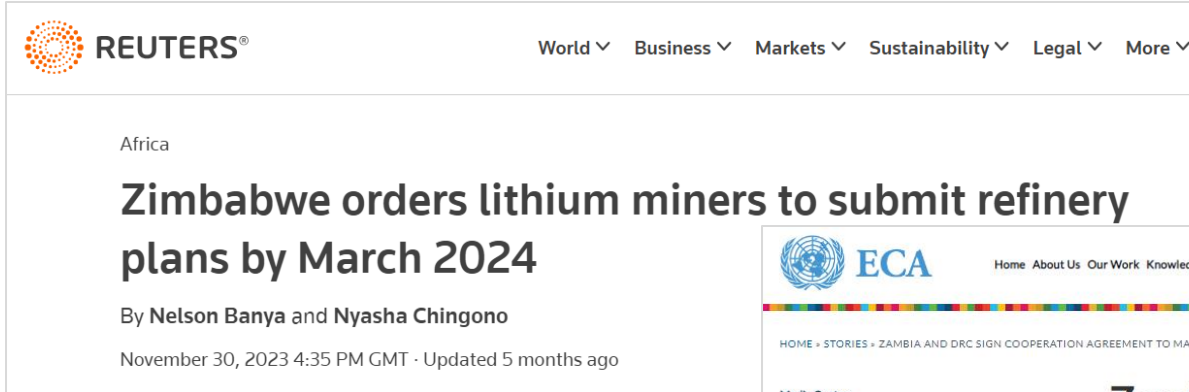 REUTERS®
World Business Markets Sustainability Legal More
Africa
Zimbabwe orders lithium miners to submit refinery
plans by March 2024
By Nelson Banya and Nyasha Chingono
November 30, 2023 4:35 PM GMT · Updated 5 months ago
ECA
Home About Us Our Work
HOME » STORIES » ZAMBIA AND DRC SIGN COOPERATION AGREEMENT TO